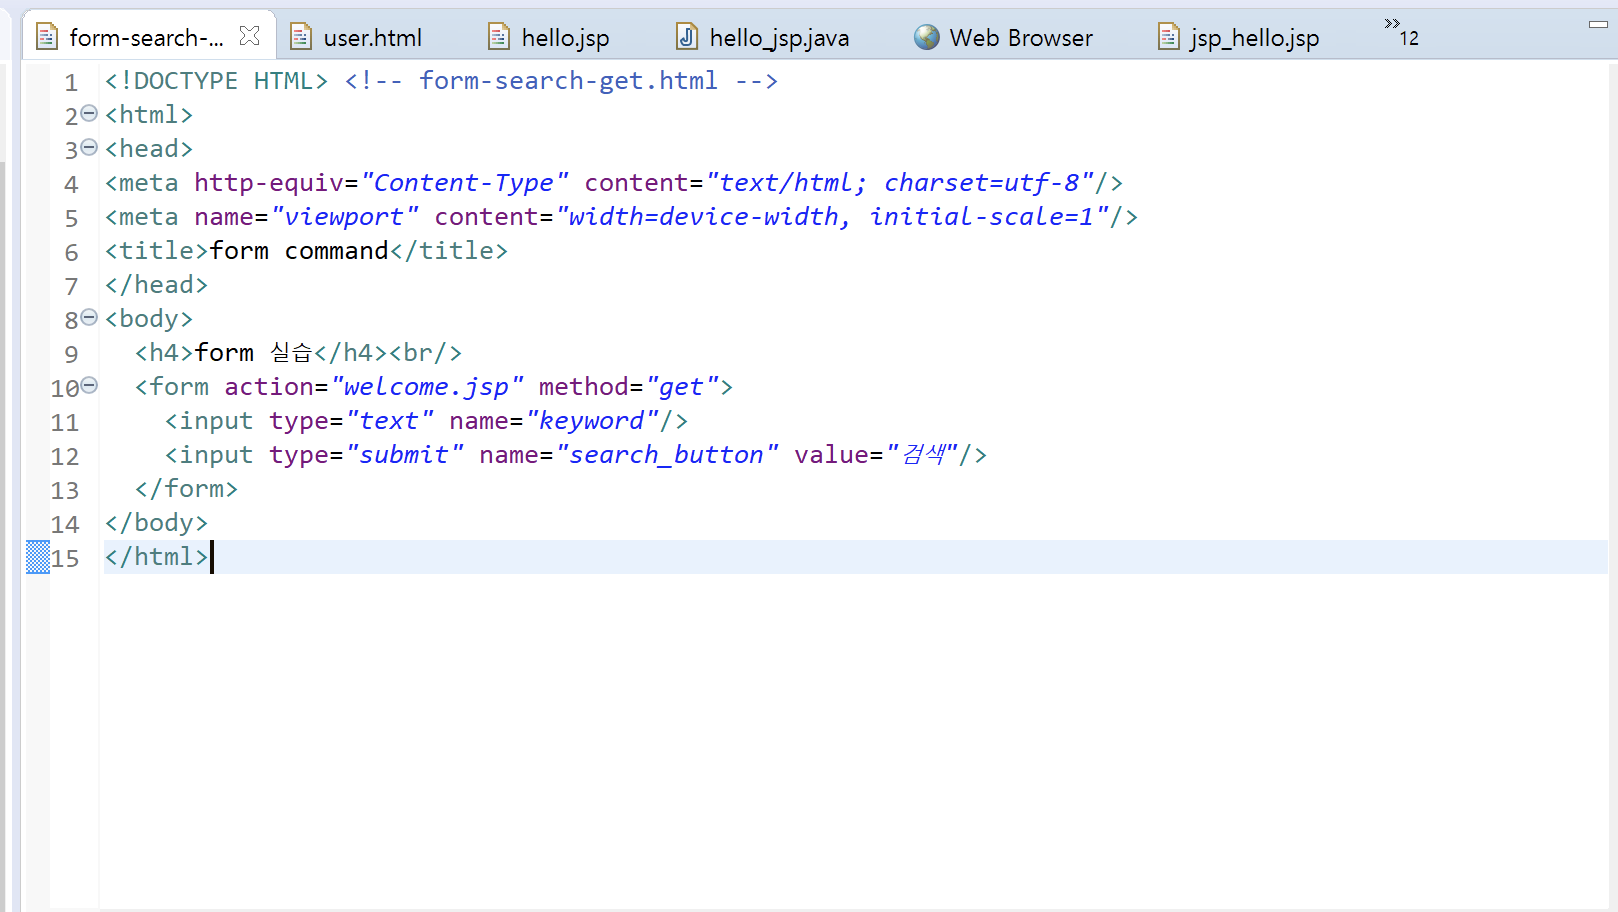 form-search-... user.html hello.jsp hello_jsp.java Web Browser jsp_hello.jsp »12
1 <!DOCTYPE HTML> <!-- form-search-get.html -->
2 <html>
3 <head>
4 <meta http-equiv="Content-Type" content="text/html; charset=utf-8"/>
5 <meta name="viewport" content="width=device-width, initial-scale=1"/>
6 <title>form command</title>
7 </head>
8 <body>
9   <h4>form 실습</h4><br/>
10   <form action="welcome.jsp" method="get">
11     <input type="text" name="keyword"/>
12     <input type="submit" name="search_button" value="검색"/>
13   </form>
14 </body>
15 </html>